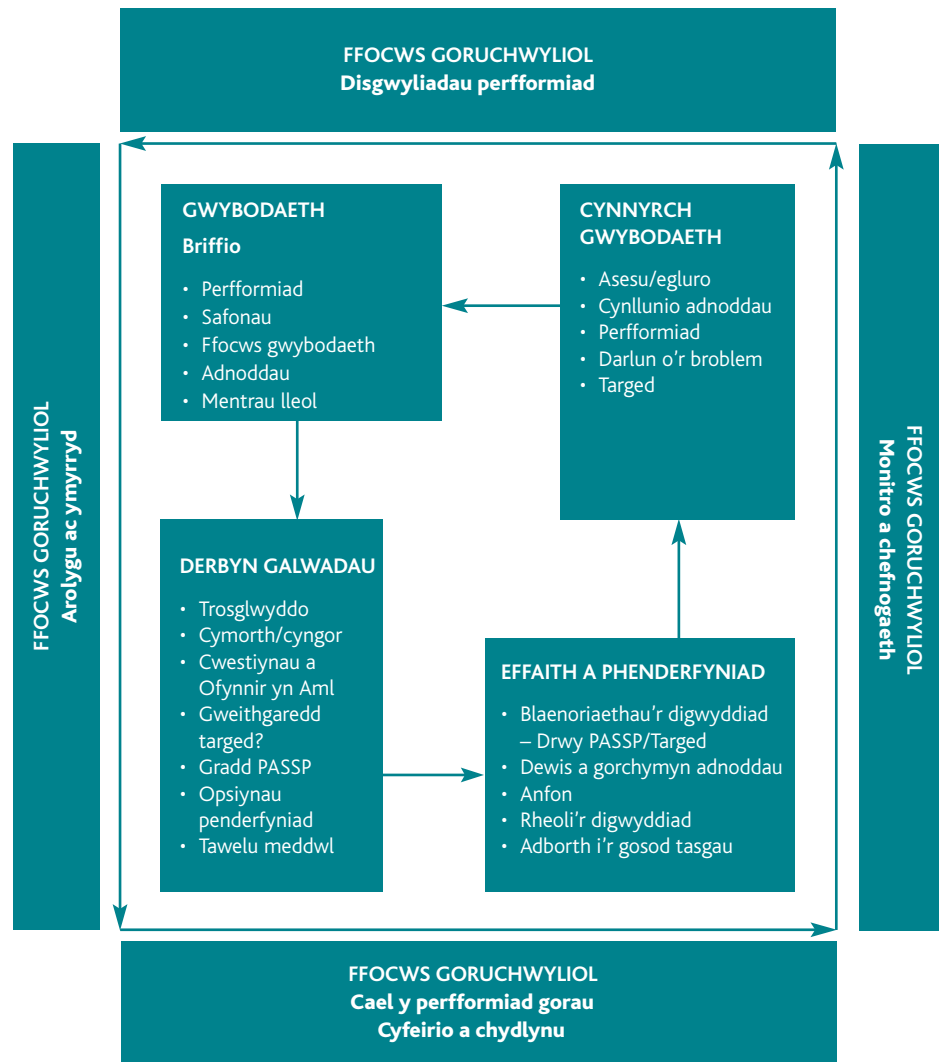 FFOCWS GORUCHWYLIOL
Disgwyliadau perfformiad
FFOCWS GORUCHWYLIOL
Arolygu ac ymyrryd
GWYBODAETH
Briffio
• Perfformiad
• Safonau
• Ffocws gwybodaeth
• Adnoddau
• Mentrau lleol
CYNNYRCH
GWYBODAETH
• Asesu/egluro
• Cynllunio adnoddau
• Perfformiad
• Darlun o'r broblem
• Targed
DERBYN GALWADAU
• Trosglwyddo
• Cymorth/cyngor
• Cwestiynau a
Ofynnir yn Aml
• Gweithgaredd
targed?
• Gradd PASSP
• Opsiynau
penderfyniad
• Tawelu meddwl
EFFAITH A PHENDERFYNIAD
• Blaenoriaethau'r digwyddiad
– Drwy PASSP/Targed
• Dewis a gorchymyn adnoddau
• Anfon
• Rheoli'r digwyddiad
• Adborth i'r gosod tasgau
FFOCWS GORUCHWYLIOL
Monitro a chefnogaeth
FFOCWS GORUCHWYLIOL
Cael y perfformiad gorau
Cyfeirio a chydlynu